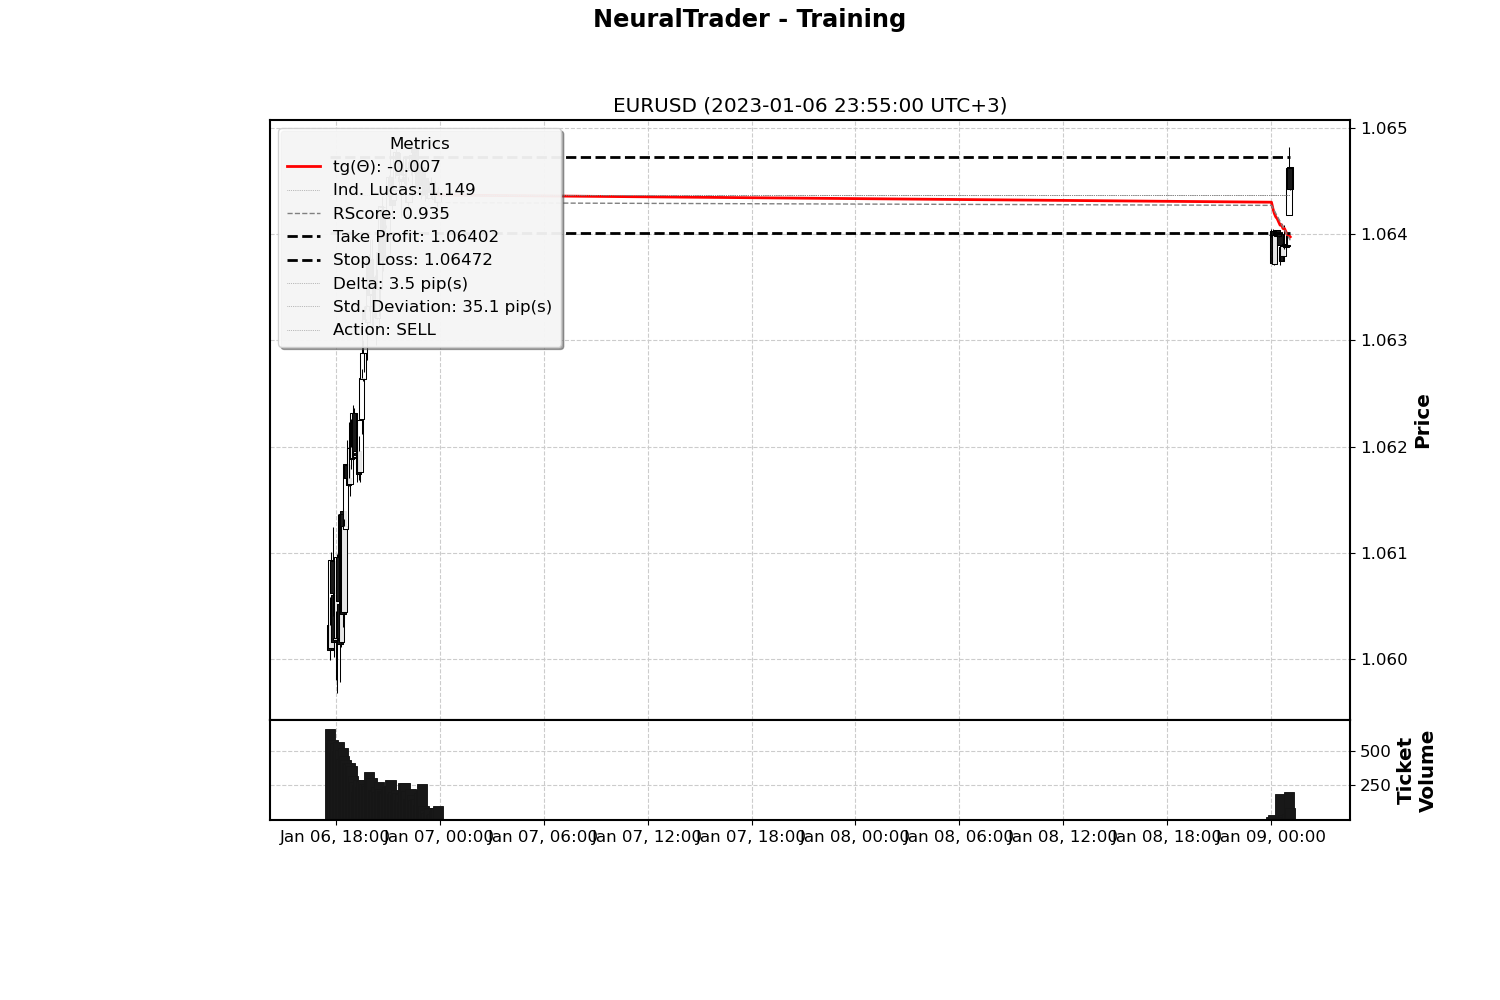 NeuralTrader - Training
EURUSD (2023-01-06 23:55:00 UTC+3)
Metrics
tg(Θ): -0.007
Ind. Lucas: 1.149
RScore: 0.935
Take Profit: 1.06402
Stop Loss: 1.06472
Delta: 3.5 pip(s)
Std. Deviation: 35.1 pip(s)
Action: SELL
1.065
1.064
1.063
1.062
1.061
1.060
Price
500
250
Ticket
Volume
Jan 06, 18:00 Jan 07, 00:00 Jan 07, 06:00 Jan 07, 12:00 Jan 07, 18:00 Jan 08, 00:00 Jan 08, 06:00 Jan 08, 12:00 Jan 08, 18:00 Jan 09, 00:00